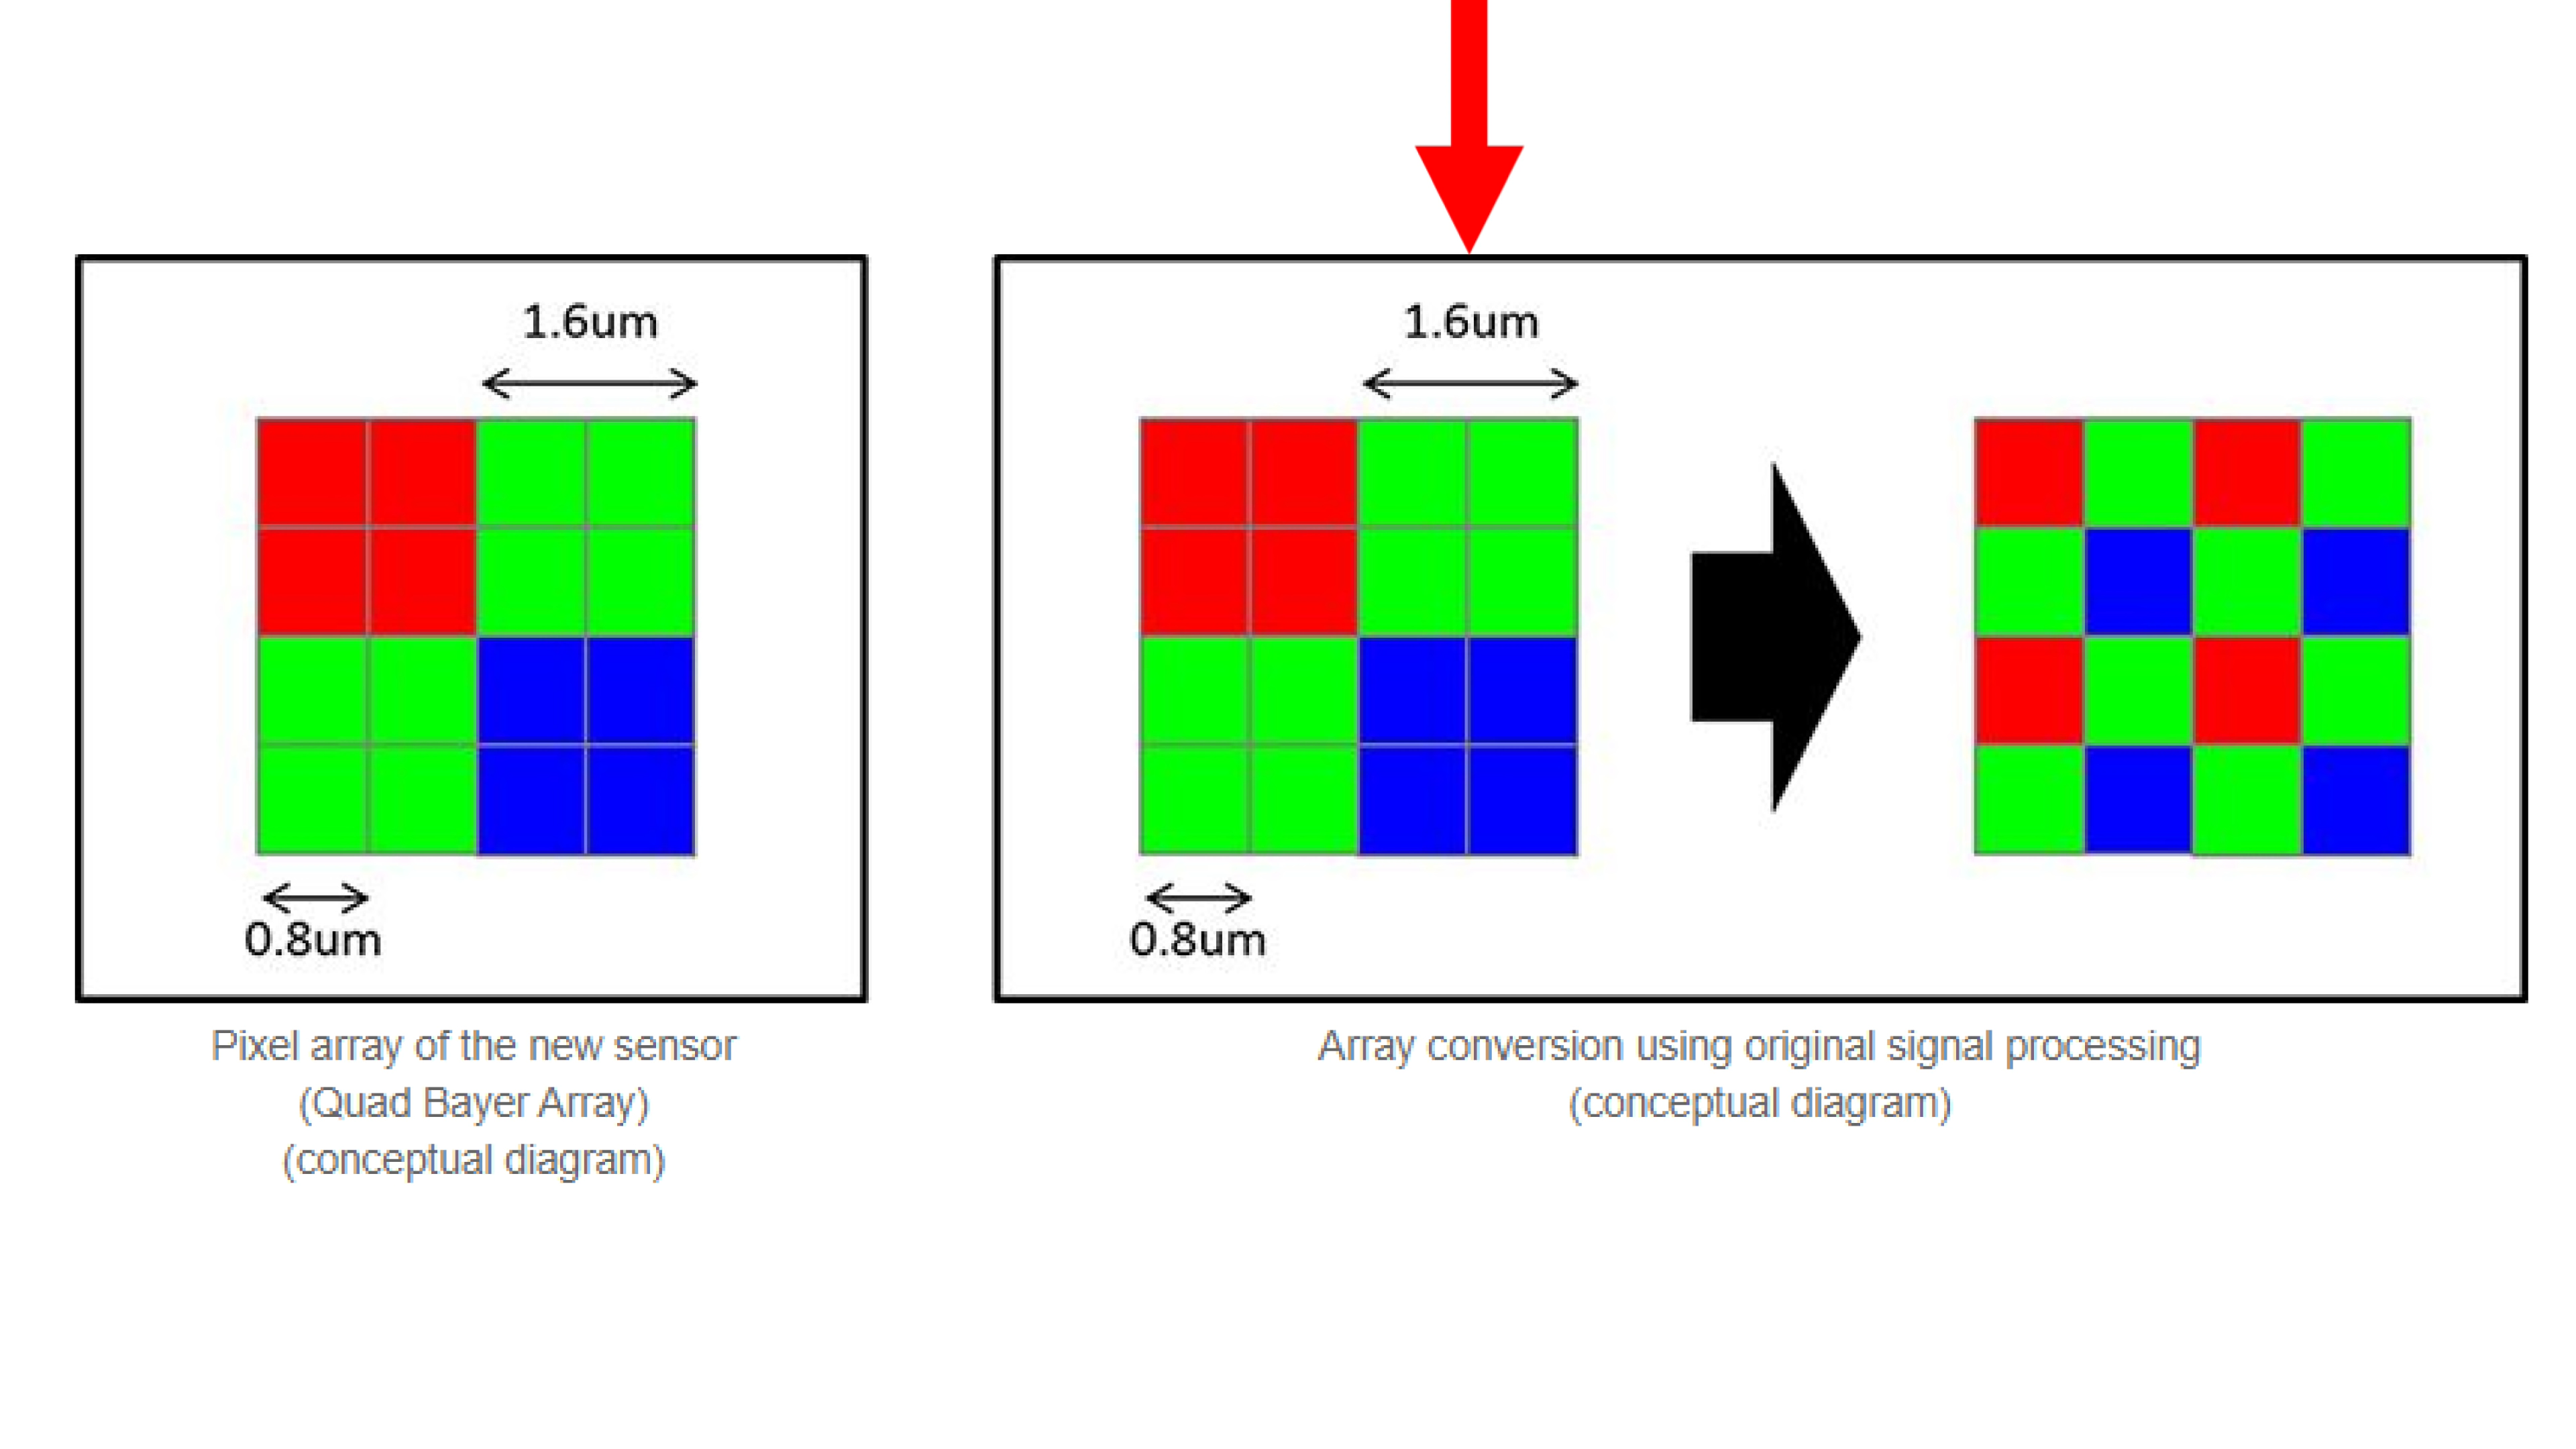 1.6um
0.8um
Pixel array of the new sensor
(Quad Bayer Array)
(conceptual diagram)
1.6um
0.8um
Array conversion using original signal processing
(conceptual diagram)